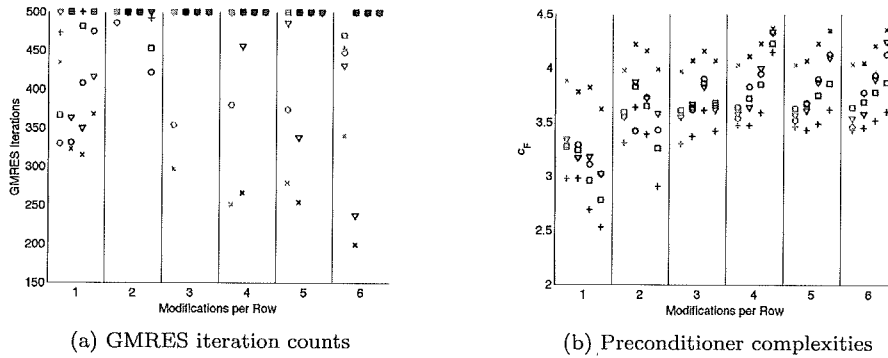 500
450
400
350
300
250
200
150
GMRES Iterations
1 2 3 4 5 6
Modifications per Row
(a) GMRES iteration counts
4.5
4
3.5
3
2.5
2
c_F
1 2 3 4 5 6
Modifications per Row
(b) Preconditioner complexities